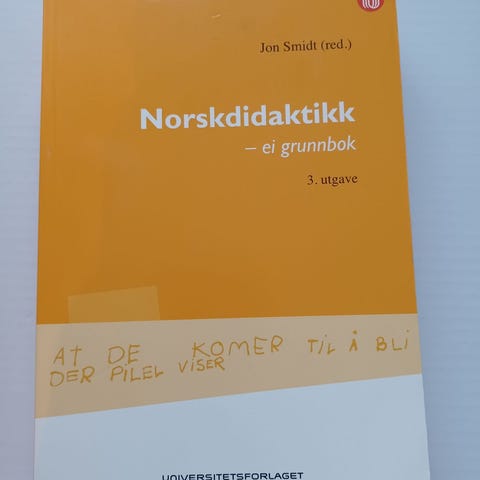 Jon Smidt (red.)
Norskdidaktikk
– ei grunnbok
3. utgave
AT DE KOMER TIL Å BLI
DER PILEL VISER
UNIVERSITETSFORLAGET